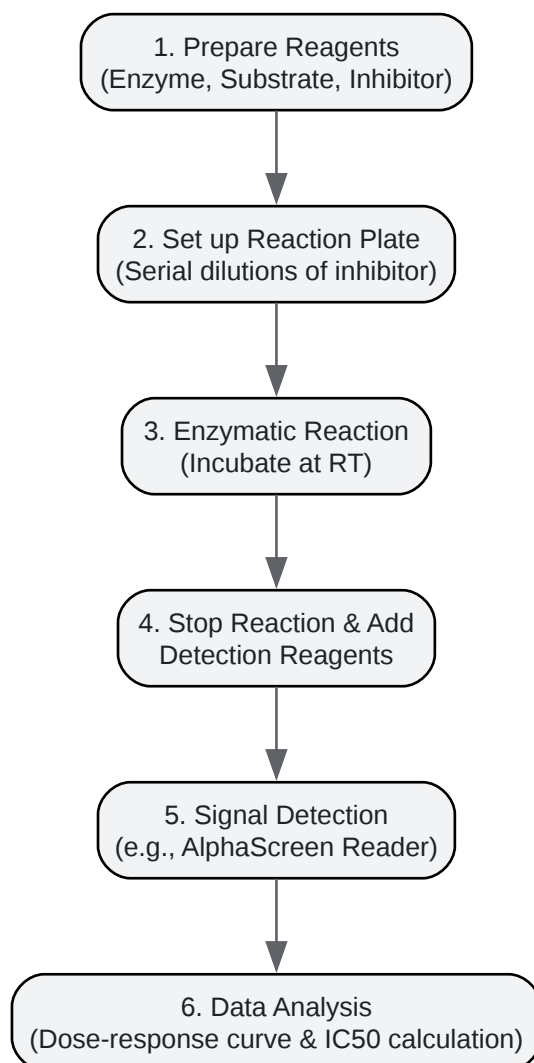 1. Prepare Reagents
(Enzyme, Substrate, Inhibitor)
2. Set up Reaction Plate
(Serial dilutions of inhibitor)
3. Enzymatic Reaction
(Incubate at RT)
4. Stop Reaction & Add
Detection Reagents
5. Signal Detection
(e.g., AlphaScreen Reader)
6. Data Analysis
(Dose-response curve & IC50 calculation)